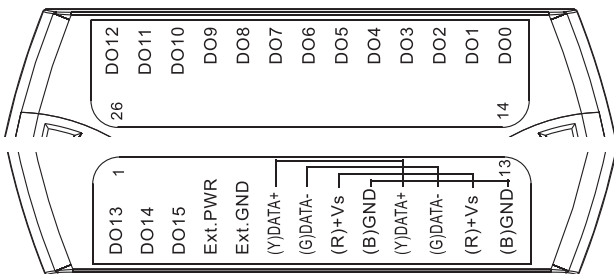 DO12
DO11
DO10
DO9
DO8
DO7
DO6
DO5
DO4
DO3
DO2
DO1
DO0
26
14
1
13
DO13
DO14
DO15
Ext.PWR
Ext.GND
(Y)DATA+
(G)DATA-
(R)+Vs
(B)GND
(Y)DATA+
(G)DATA-
(R)+Vs
(B)GND